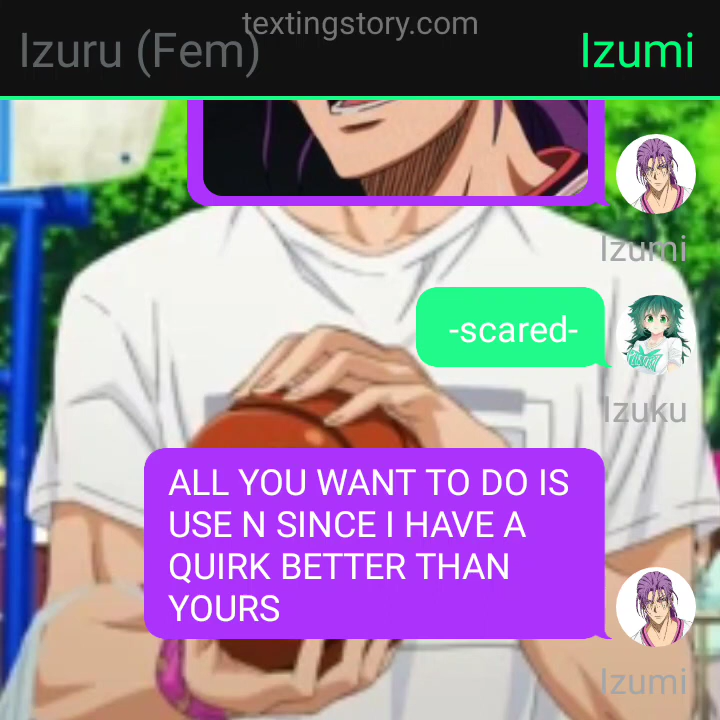 textingstory.com
Izuru (Fem)
Izumi
Izumi
-scared-
Izuku
ALL YOU WANT TO DO IS
USE N SINCE I HAVE A
QUIRK BETTER THAN
YOURS
Izumi